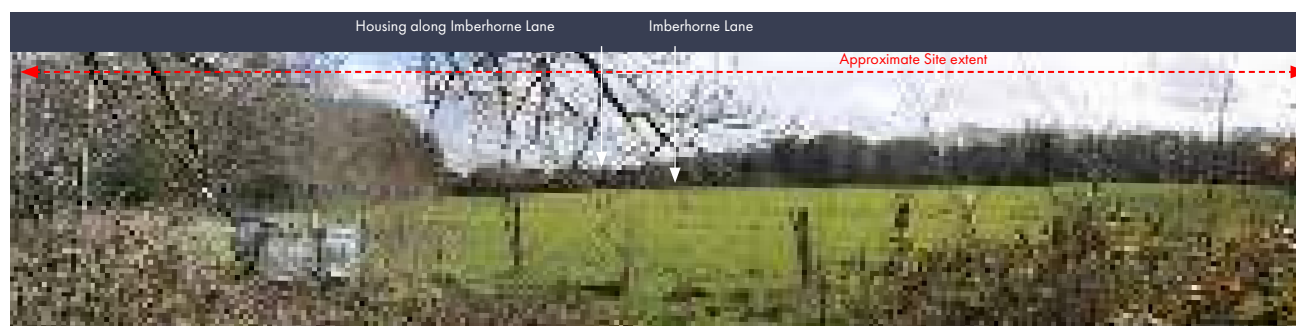 Housing along Imberhorne Lane
Imberhorne Lane
Approximate Site extent